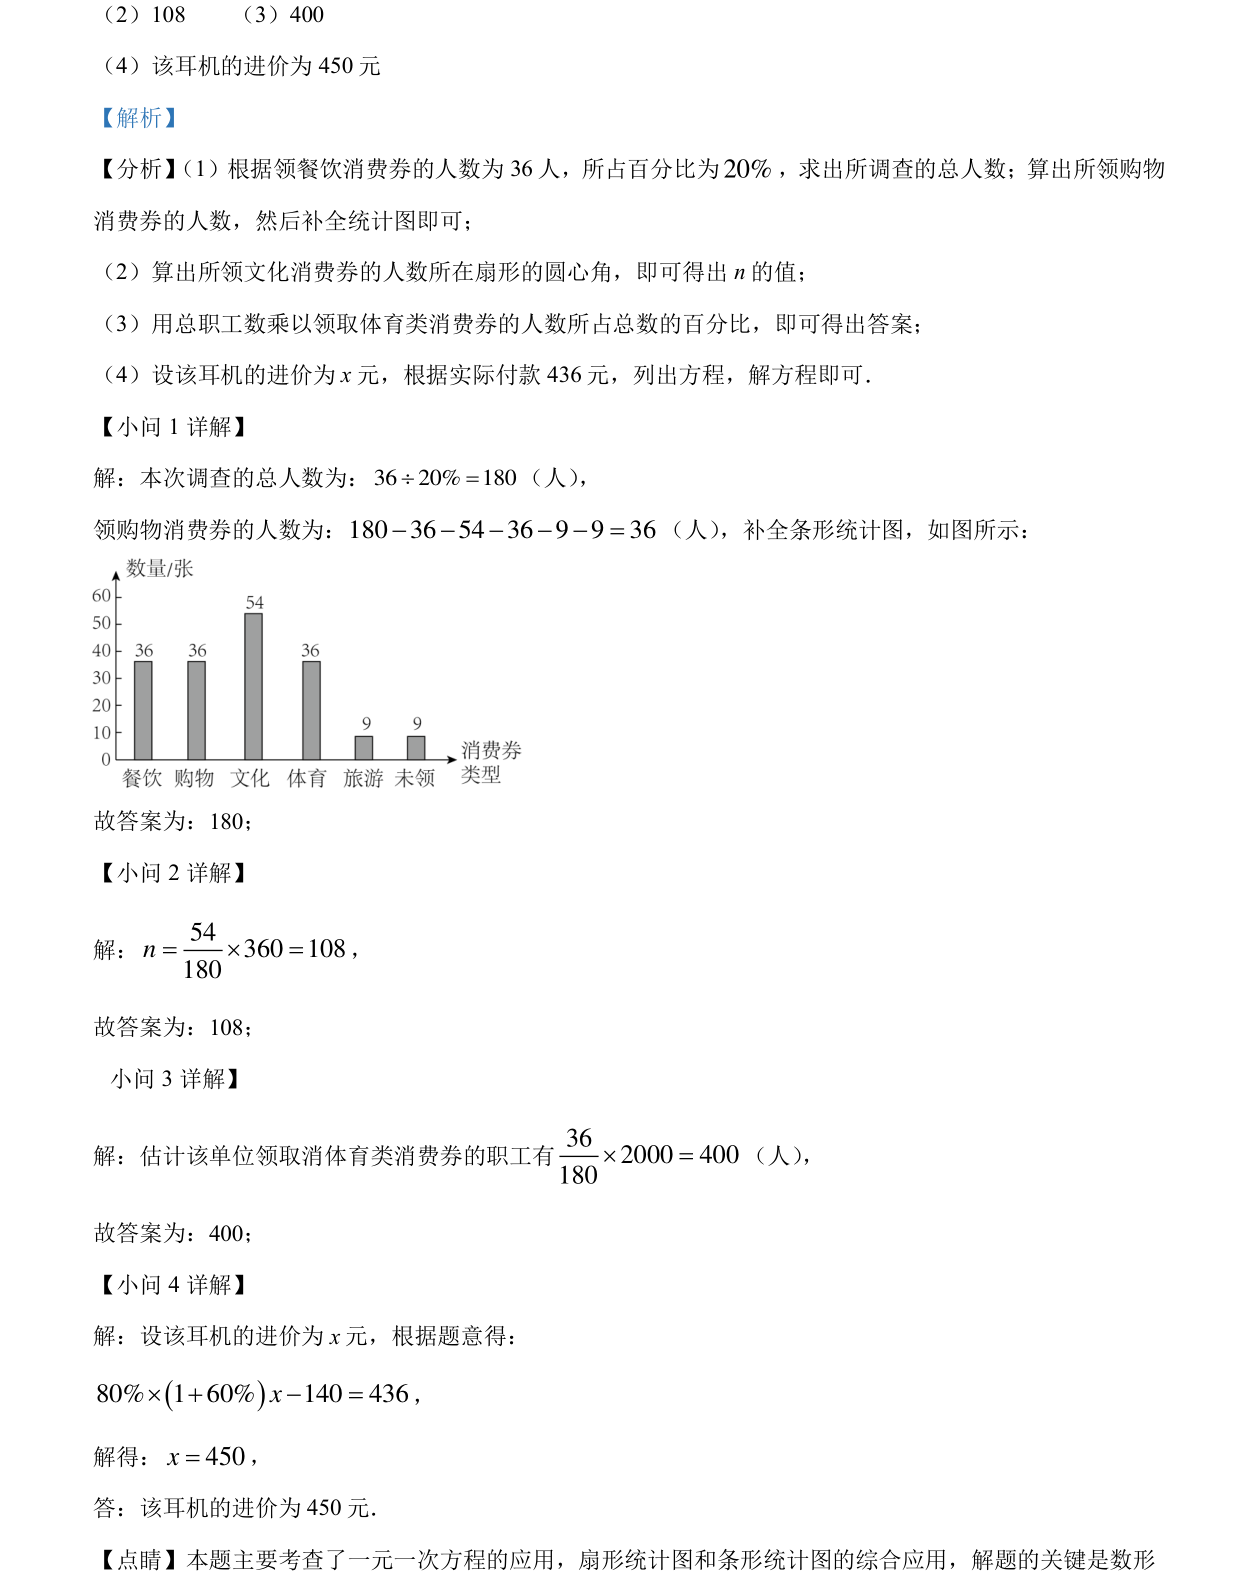 （2）108 （3）400
（4）该耳机的进价为 450 元
【解析】
【分析】（1）根据领餐饮消费券的人数为 36 人，所占百分比为 20%，求出所调查的总人数；算出所领购物
消费券的人数，然后补全统计图即可；
（2）算出所领文化消费券的人数所在扇形的圆心角，即可得出 n 的值；
（3）用总职工数乘以领取体育类消费券的人数所占总数的百分比，即可得出答案；
（4）设该耳机的进价为 x 元，根据实际付款 436 元，列出方程，解方程即可．
【小问 1 详解】
解：本次调查的总人数为：36÷20%=180（人），
领购物消费券的人数为：180−36−54−36−9−9=36（人），补全条形统计图，如图所示：
数量/张
60
50
40
30
20
10
0
36 36 54 36 9 9
餐饮 购物 文化 体育 旅游 未领
消费券
类型
故答案为：180；
【小问 2 详解】
解：n = 54/180 ×360 = 108，
故答案为：108；
小问 3 详解】
解：估计该单位领取消体育类消费券的职工有 36/180 ×2000 = 400（人），
故答案为：400；
【小问 4 详解】
解：设该耳机的进价为 x 元，根据题意得：
80%×(1+60%)x−140 = 436，
解得：x = 450，
答：该耳机的进价为 450 元．
【点睛】本题主要考查了一元一次方程的应用，扇形统计图和条形统计图的综合应用，解题的关键是数形